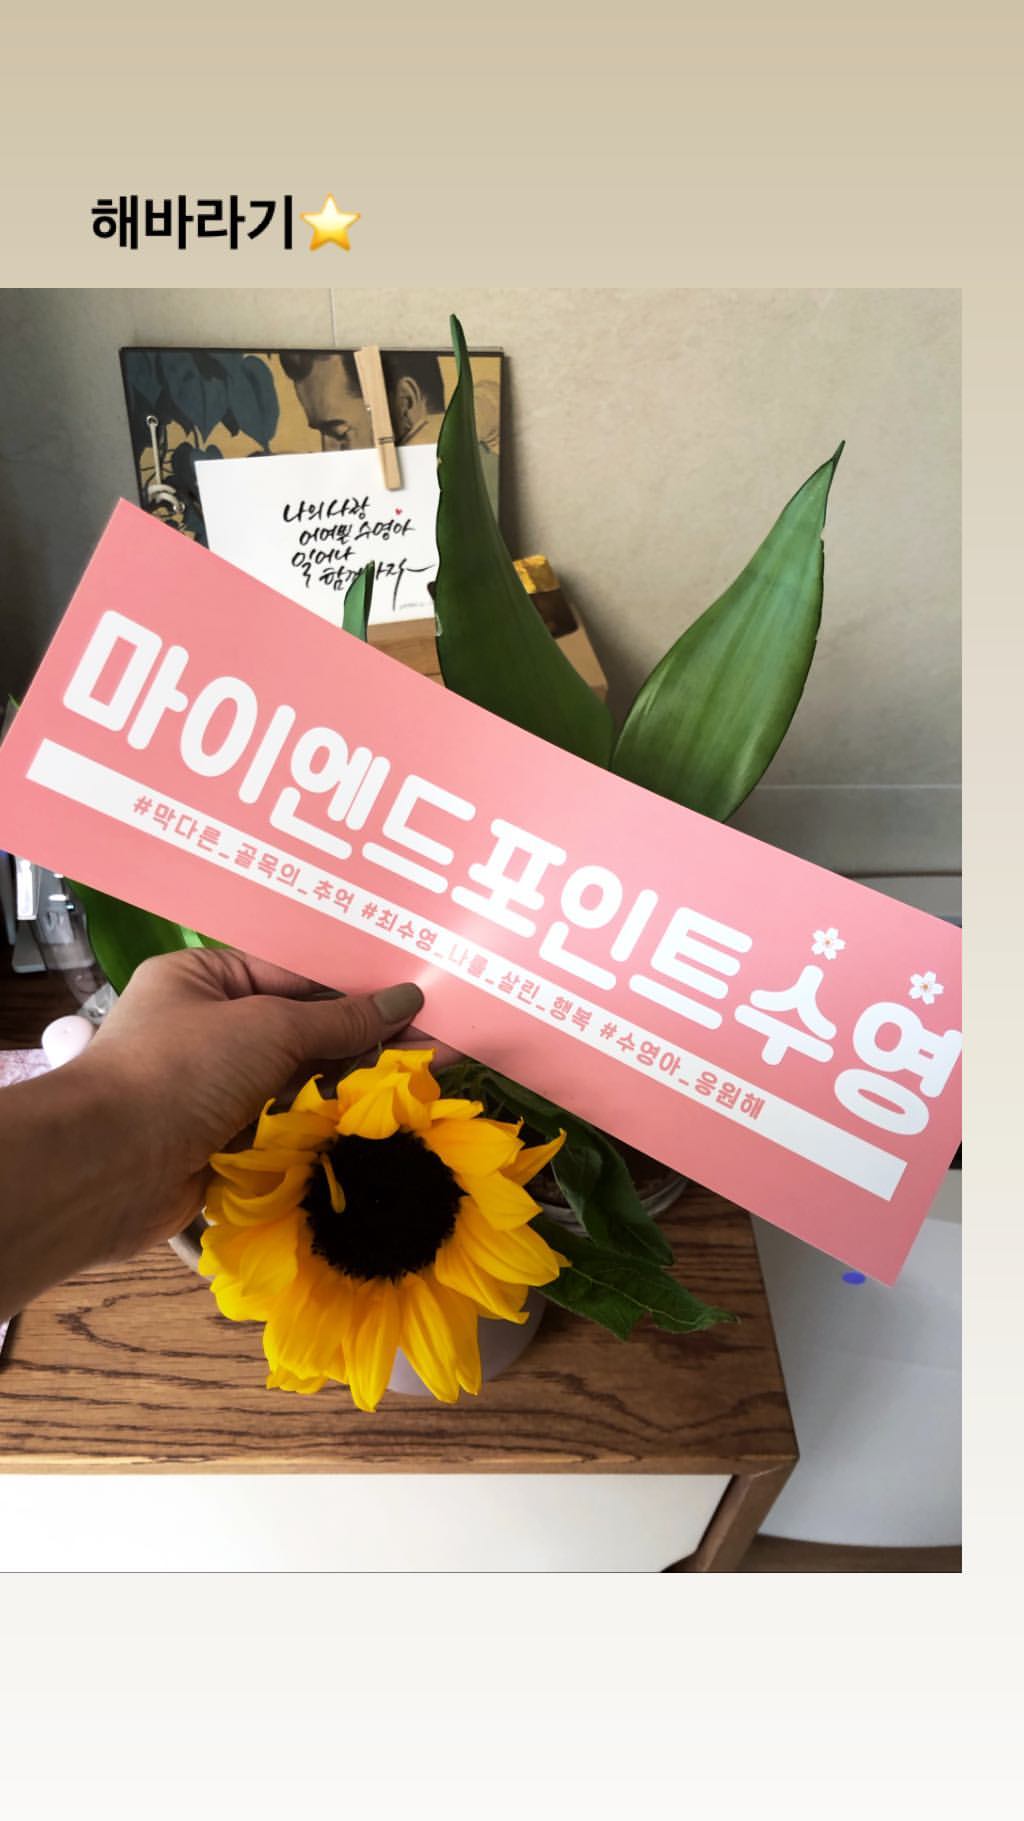 해바라기⭐
나의 사랑
어여쁜 수영아
일어나
함께 가자
마이엔드포인트수영
#막다른_골목의_추억 #최수영_나를_살린_행복 #수영아_응원해